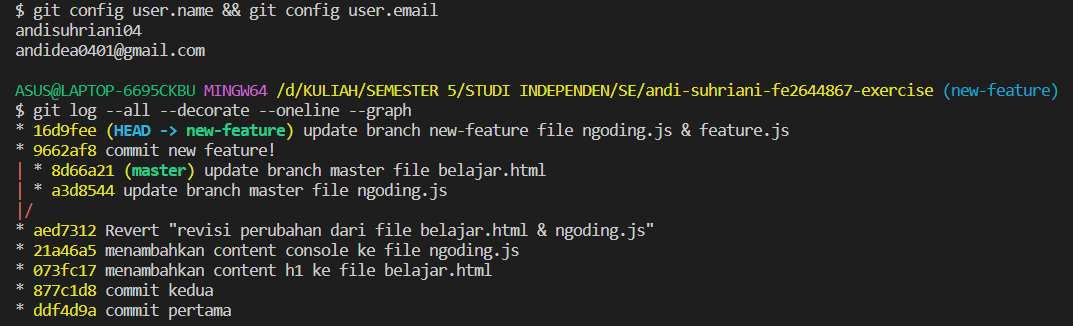 $ git config user.name && git config user.email
andisuhriani04
andidea0401@gmail.com
ASUS@LAPTOP-6695CKBU MINGW64 /d/KULIAH/SEMESTER 5/STUDI INDEPENDEN/SE/andi-suhriani-fe2644867-exercise (new-feature)
$ git log --all --decorate --oneline --graph
* 16d9fee (HEAD -> new-feature) update branch new-feature file ngoding.js & feature.js
* 9662af8 commit new feature!
| * 8d66a21 (master) update branch master file belajar.html
| * a3d8544 update branch master file ngoding.js
|/
* aed7312 Revert "revisi perubahan dari file belajar.html & ngoding.js"
* 21a46a5 menambahkan content console ke file ngoding.js
* 073fc17 menambahkan content h1 ke file belajar.html
* 877c1d8 commit kedua
* ddf4d9a commit pertama